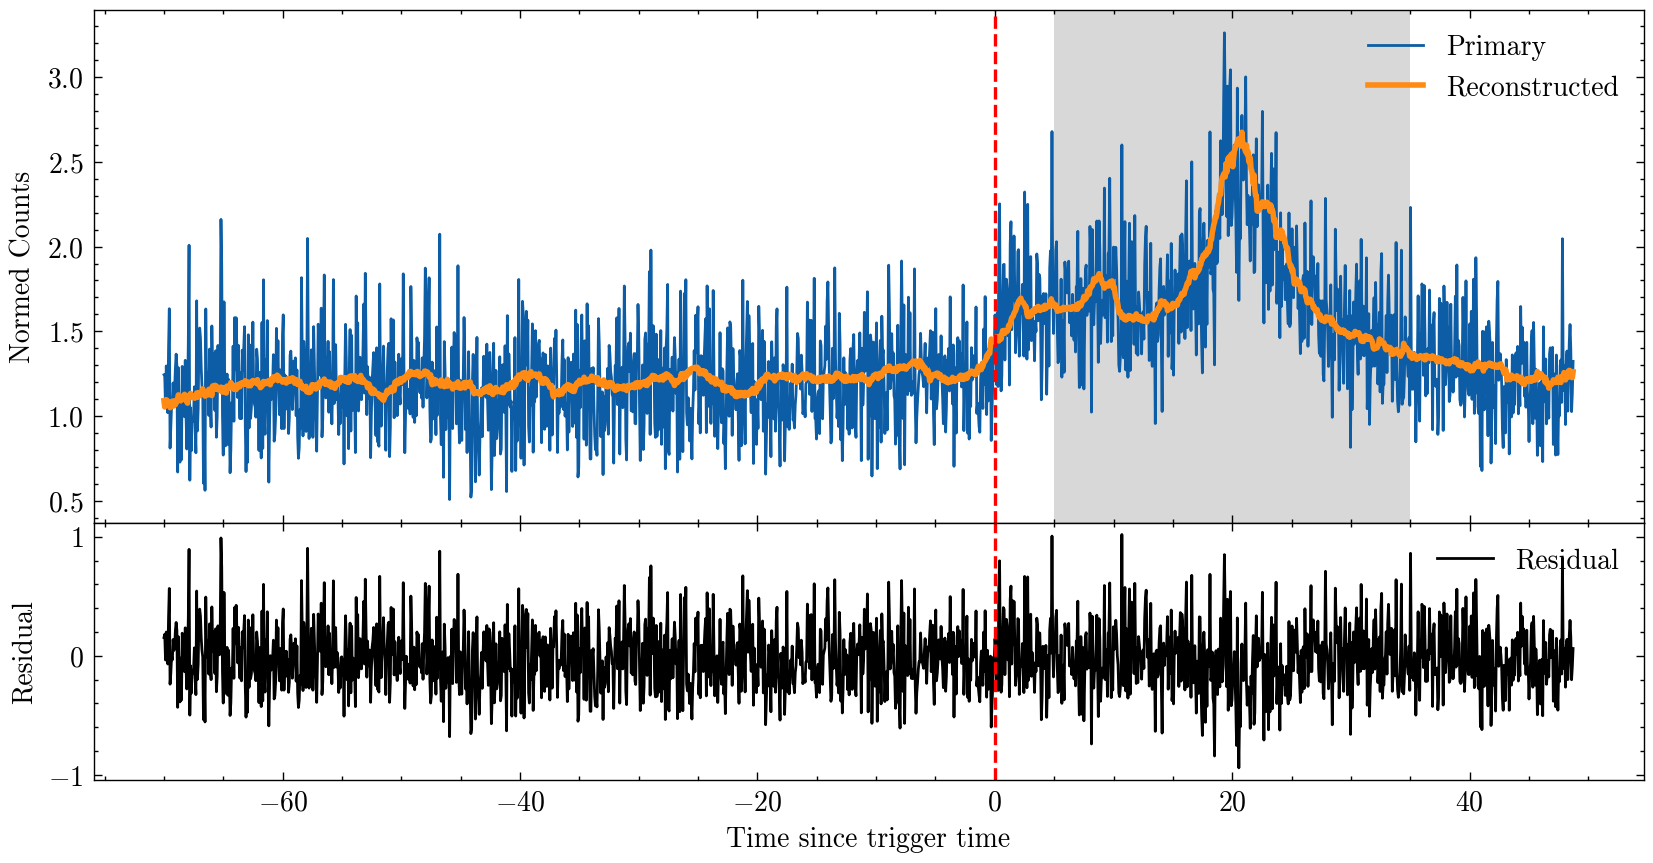 Normed Counts
3.0
2.5
2.0
1.5
1.0
0.5
Primary
Reconstructed
Residual
1
0
−1
Residual
−60 −40 −20 0 20 40
Time since trigger time